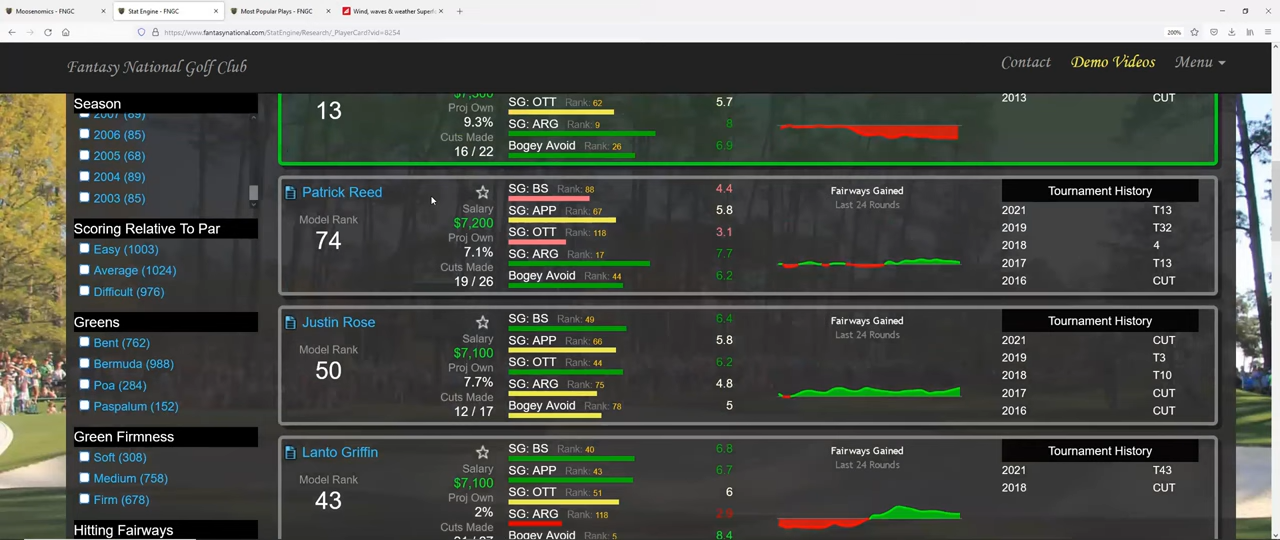 Moosenomics - FNGC
Stat Engine - FNGC
Most Popular Plays - FNGC
Wind, waves & weather Superf
https://www.fantasynational.com/StatEngine/Research/_PlayerCard?vid=8254
200%
Fantasy National Golf Club
Contact
Demo Videos
Menu
Season
2007 (89)
2006 (85)
2005 (68)
2004 (89)
2003 (85)
Scoring Relative To Par
Easy (1003)
Average (1024)
Difficult (976)
Greens
Bent (762)
Bermuda (988)
Poa (284)
Paspalum (152)
Green Firmness
Soft (308)
Medium (758)
Firm (678)
Hitting Fairways
13
Proj Own
9.3%
Cuts Made
16 / 22
SG: OTT Rank: 62 5.7
SG: ARG Rank: 9 8
Bogey Avoid Rank: 26 6.9
2013 CUT
Patrick Reed
Model Rank
74
Salary
$7,200
Proj Own
7.1%
Cuts Made
19 / 26
SG: BS Rank: 88 4.4
SG: APP Rank: 67 5.8
SG: OTT Rank: 118 3.1
SG: ARG Rank: 17 7.7
Bogey Avoid Rank: 44 6.2
Fairways Gained
Last 24 Rounds
Tournament History
2021 T13
2019 T32
2018 4
2017 T13
2016 CUT
Justin Rose
Model Rank
50
Salary
$7,100
Proj Own
7.7%
Cuts Made
12 / 17
SG: BS Rank: 49 6.4
SG: APP Rank: 66 5.8
SG: OTT Rank: 44 6.2
SG: ARG Rank: 75 4.8
Bogey Avoid Rank: 78 5
Fairways Gained
Last 24 Rounds
Tournament History
2021 CUT
2019 T3
2018 T10
2017 CUT
2016 CUT
Lanto Griffin
Model Rank
43
Salary
$7,100
Proj Own
2%
Cuts Made
SG: BS Rank: 40 6.8
SG: APP Rank: 43 6.7
SG: OTT Rank: 51 6
SG: ARG Rank: 118 2.9
Bogey Avoid Rank: 5 8.4
Fairways Gained
Last 24 Rounds
Tournament History
2021 T43
2018 CUT